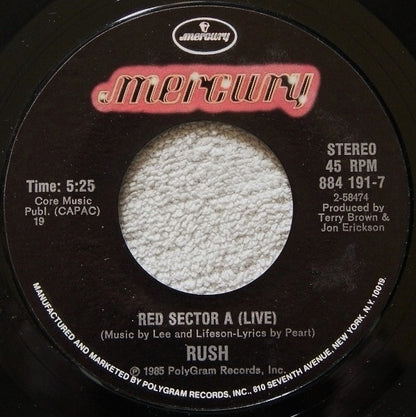 mercury
mercury
STEREO
45 RPM
884 191-7
2-58474
Produced by
Terry Brown &
Jon Erickson
Time: 5:25
Core Music
Publ. (CAPAC)
19
RED SECTOR A (LIVE)
(Music by Lee and Lifeson-Lyrics by Peart)
RUSH
℗ 1985 PolyGram Records, Inc.
MANUFACTURED AND MARKETED BY POLYGRAM RECORDS, INC., 810 SEVENTH AVENUE, NEW YORK, N.Y. 10019.